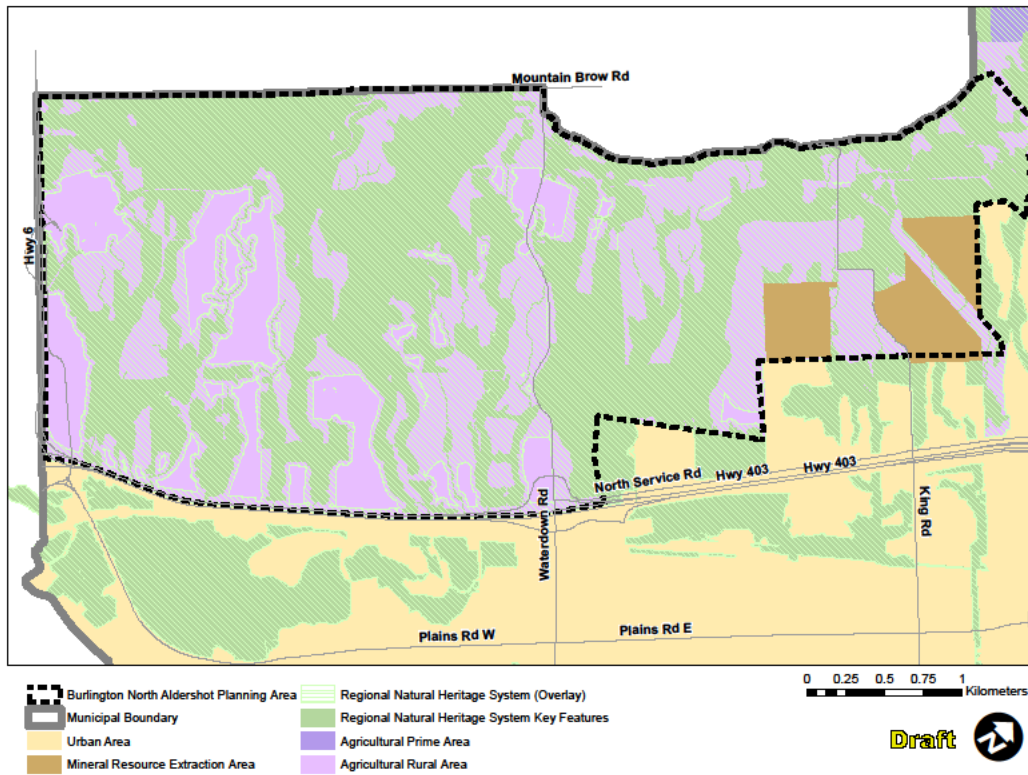 Mountain Brow Rd
Hwy 6
North Service Rd
Hwy 403
Hwy 403
Waterdown Rd
King Rd
Plains Rd W
Plains Rd E
Burlington North Aldershot Planning Area
Municipal Boundary
Urban Area
Mineral Resource Extraction Area
Regional Natural Heritage System (Overlay)
Regional Natural Heritage System Key Features
Agricultural Prime Area
Agricultural Rural Area
0 0.25 0.5 0.75 1
Kilometers
Draft
N